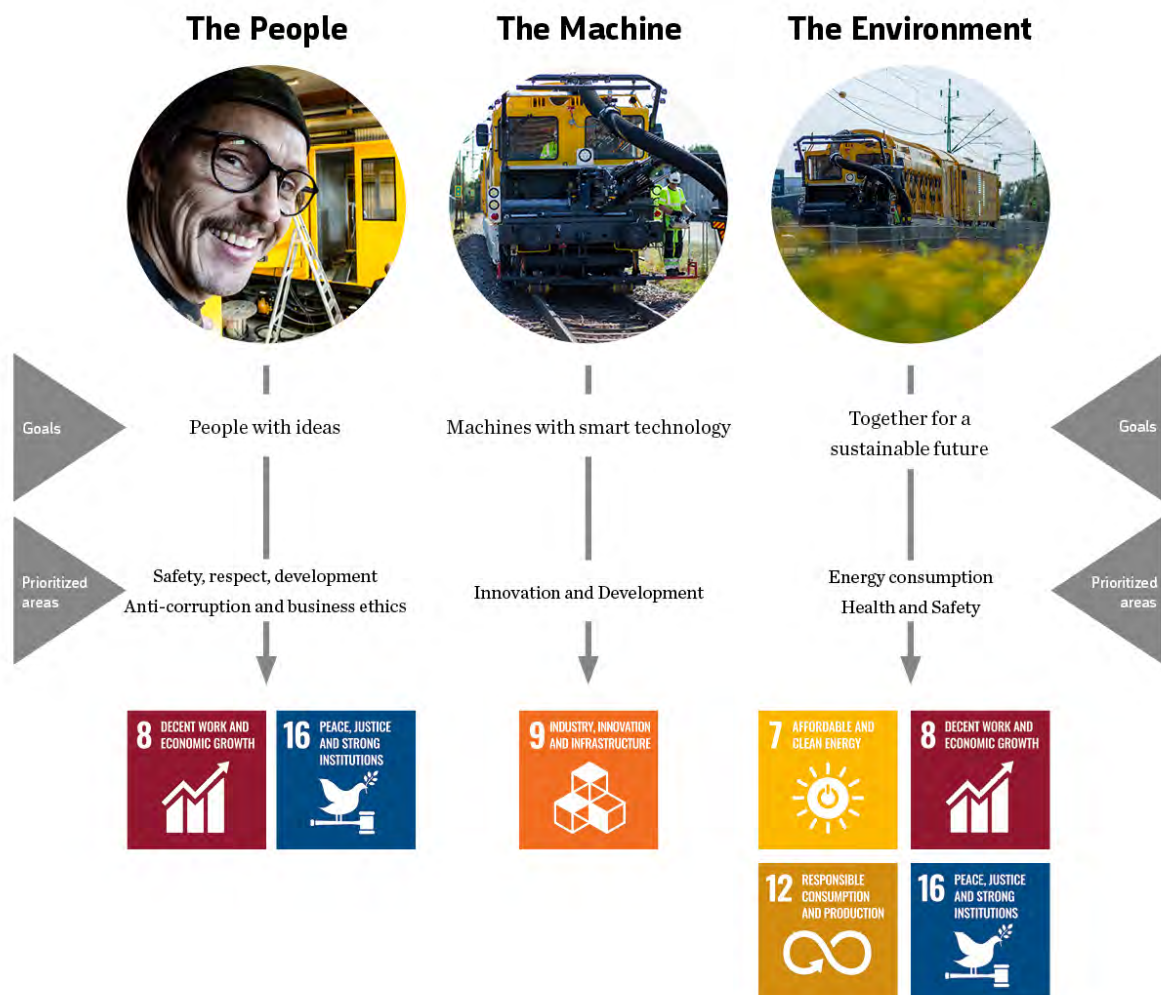 The People
The Machine
The Environment
Goals
People with ideas
Machines with smart technology
Together for a
sustainable future
Goals
Prioritized
areas
Safety, respect, development
Anti-corruption and business ethics
Innovation and Development
Energy consumption
Health and Safety
Prioritized
areas
8 DECENT WORK AND
ECONOMIC GROWTH
16 PEACE, JUSTICE
AND STRONG
INSTITUTIONS
9 INDUSTRY, INNOVATION
AND INFRASTRUCTURE
7 AFFORDABLE AND
CLEAN ENERGY
8 DECENT WORK AND
ECONOMIC GROWTH
12 RESPONSIBLE
CONSUMPTION
AND PRODUCTION
16 PEACE, JUSTICE
AND STRONG
INSTITUTIONS